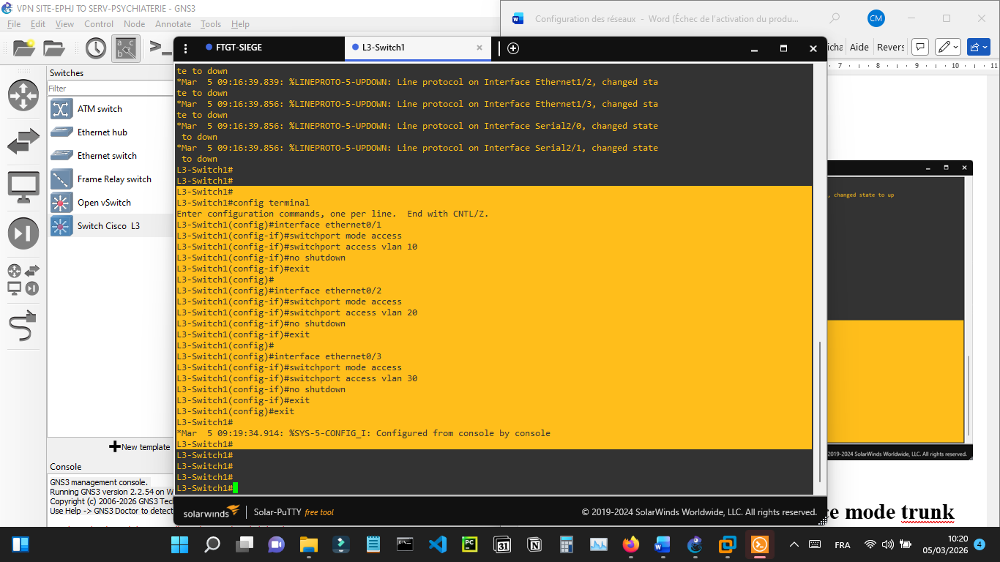 VPN SITE-EPHJ TO SERV-PSYCHIATERIE - GNS3
File Edit View Control Node Annotate Tools Help
Configuration des réseaux - Word (Échec de l'activation du produ...
CM
Aide
Revers
7 8 9 10 11
Switches
Filter
ATM switch
Ethernet hub
Ethernet switch
Frame Relay switch
Open vSwitch
Switch Cisco L3
New template
Console
GNS3 management console.
Running GNS3 version 2.2.54 on W
Copyright (c) 2006-2026 GNS3 Tec
Use Help -> GNS3 Doctor to detect
FTGT-SIEGE
L3-Switch1
te to down
*Mar  5 09:16:39.839: %LINEPROTO-5-UPDOWN: Line protocol on Interface Ethernet1/2, changed sta
te to down
*Mar  5 09:16:39.856: %LINEPROTO-5-UPDOWN: Line protocol on Interface Ethernet1/3, changed sta
te to down
*Mar  5 09:16:39.856: %LINEPROTO-5-UPDOWN: Line protocol on Interface Serial2/0, changed state
 to down
*Mar  5 09:16:39.856: %LINEPROTO-5-UPDOWN: Line protocol on Interface Serial2/1, changed state
 to down
L3-Switch1#
L3-Switch1#
L3-Switch1#
L3-Switch1#config terminal
Enter configuration commands, one per line.  End with CNTL/Z.
L3-Switch1(config)#interface ethernet0/1
L3-Switch1(config-if)#switchport mode access
L3-Switch1(config-if)#switchport access vlan 10
L3-Switch1(config-if)#no shutdown
L3-Switch1(config-if)#exit
L3-Switch1(config)#
L3-Switch1(config)#interface ethernet0/2
L3-Switch1(config-if)#switchport mode access
L3-Switch1(config-if)#switchport access vlan 20
L3-Switch1(config-if)#no shutdown
L3-Switch1(config-if)#exit
L3-Switch1(config)#
L3-Switch1(config)#interface ethernet0/3
L3-Switch1(config-if)#switchport mode access
L3-Switch1(config-if)#switchport access vlan 30
L3-Switch1(config-if)#no shutdown
L3-Switch1(config-if)#exit
L3-Switch1(config)#exit
L3-Switch1#
*Mar  5 09:19:34.914: %SYS-5-CONFIG_I: Configured from console by console
L3-Switch1#
L3-Switch1#
L3-Switch1#
L3-Switch1#
L3-Switch1#
solarwinds Solar-PuTTY free tool
© 2019-2024 SolarWinds Worldwide, LLC. All rights reserved.
, changed state to up
2019-2024 SolarWinds Worldwide, LLC. All rights reserved.
ce mode trunk
31
FRA
10:20
05/03/2026
4